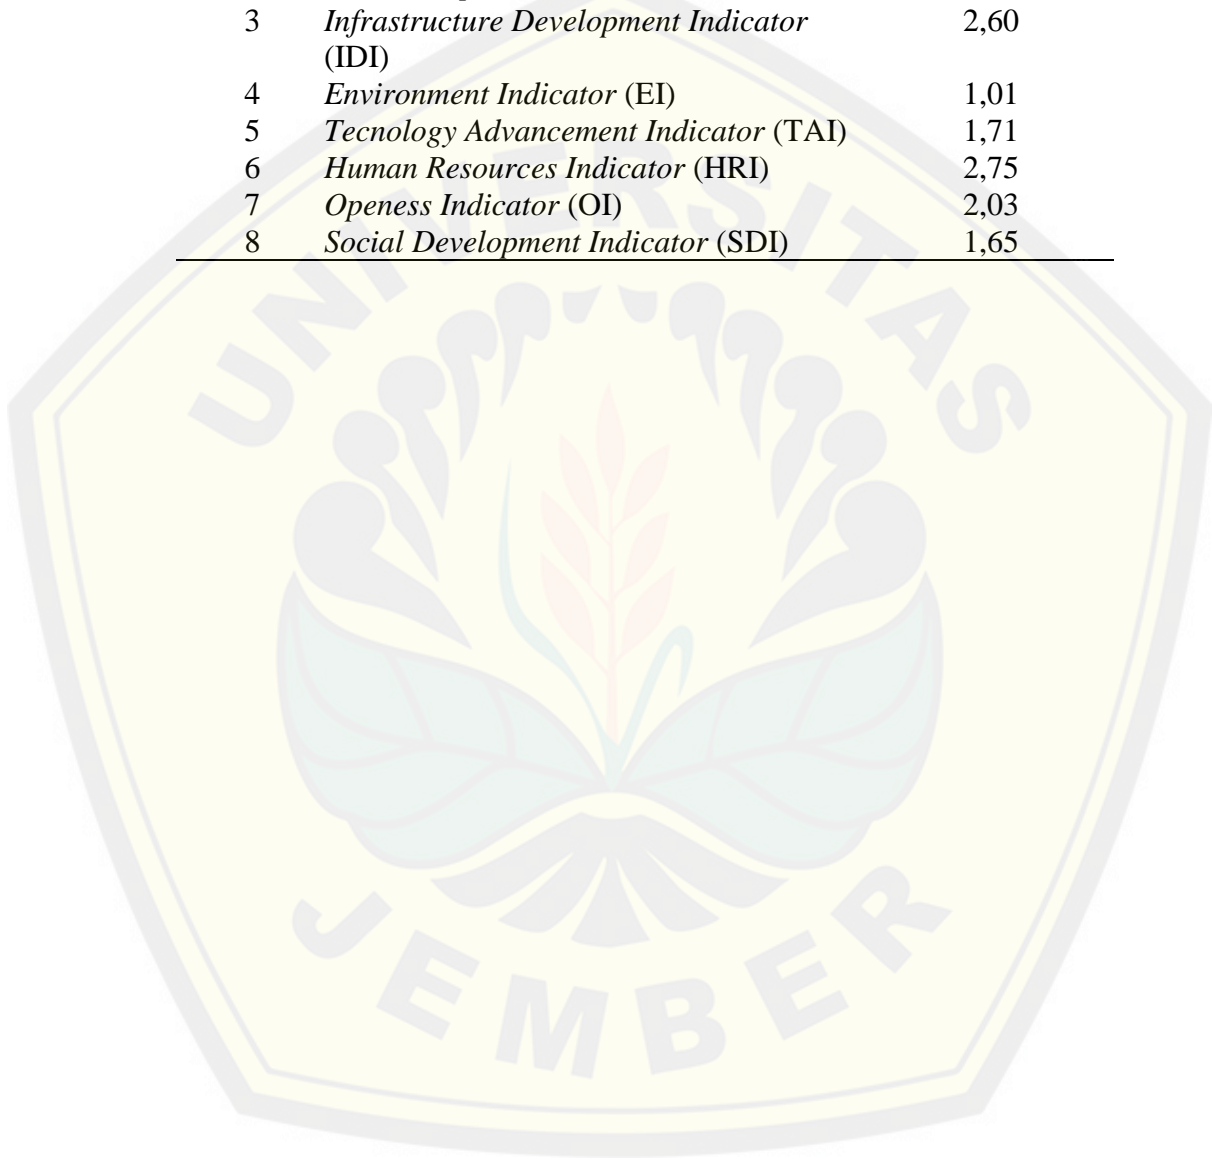 3 Infrastructure Development Indicator 2,60
(IDI)
4 Environment Indicator (EI) 1,01
5 Tecnology Advancement Indicator (TAI) 1,71
6 Human Resources Indicator (HRI) 2,75
7 Openess Indicator (OI) 2,03
8 Social Development Indicator (SDI) 1,65
UNIVERSITAS
JEMBER